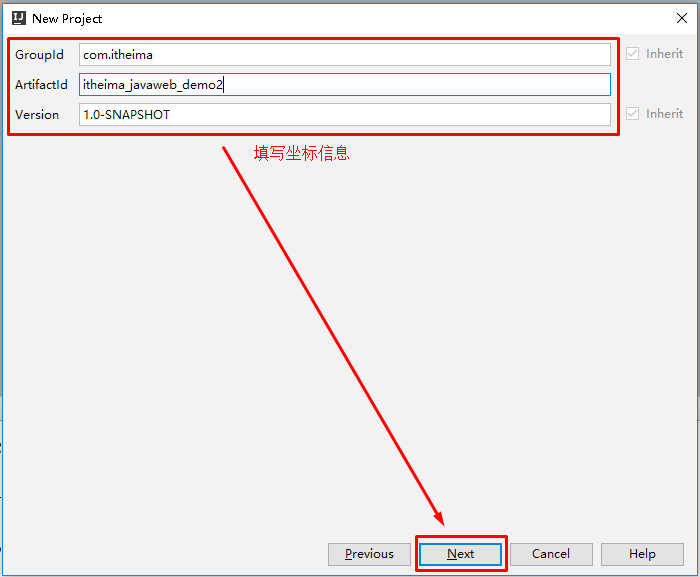 New Project
GroupId com.itheima Inherit
ArtifactId itheima_javaweb_demo2
Version 1.0-SNAPSHOT Inherit
填写坐标信息
Previous Next Cancel Help